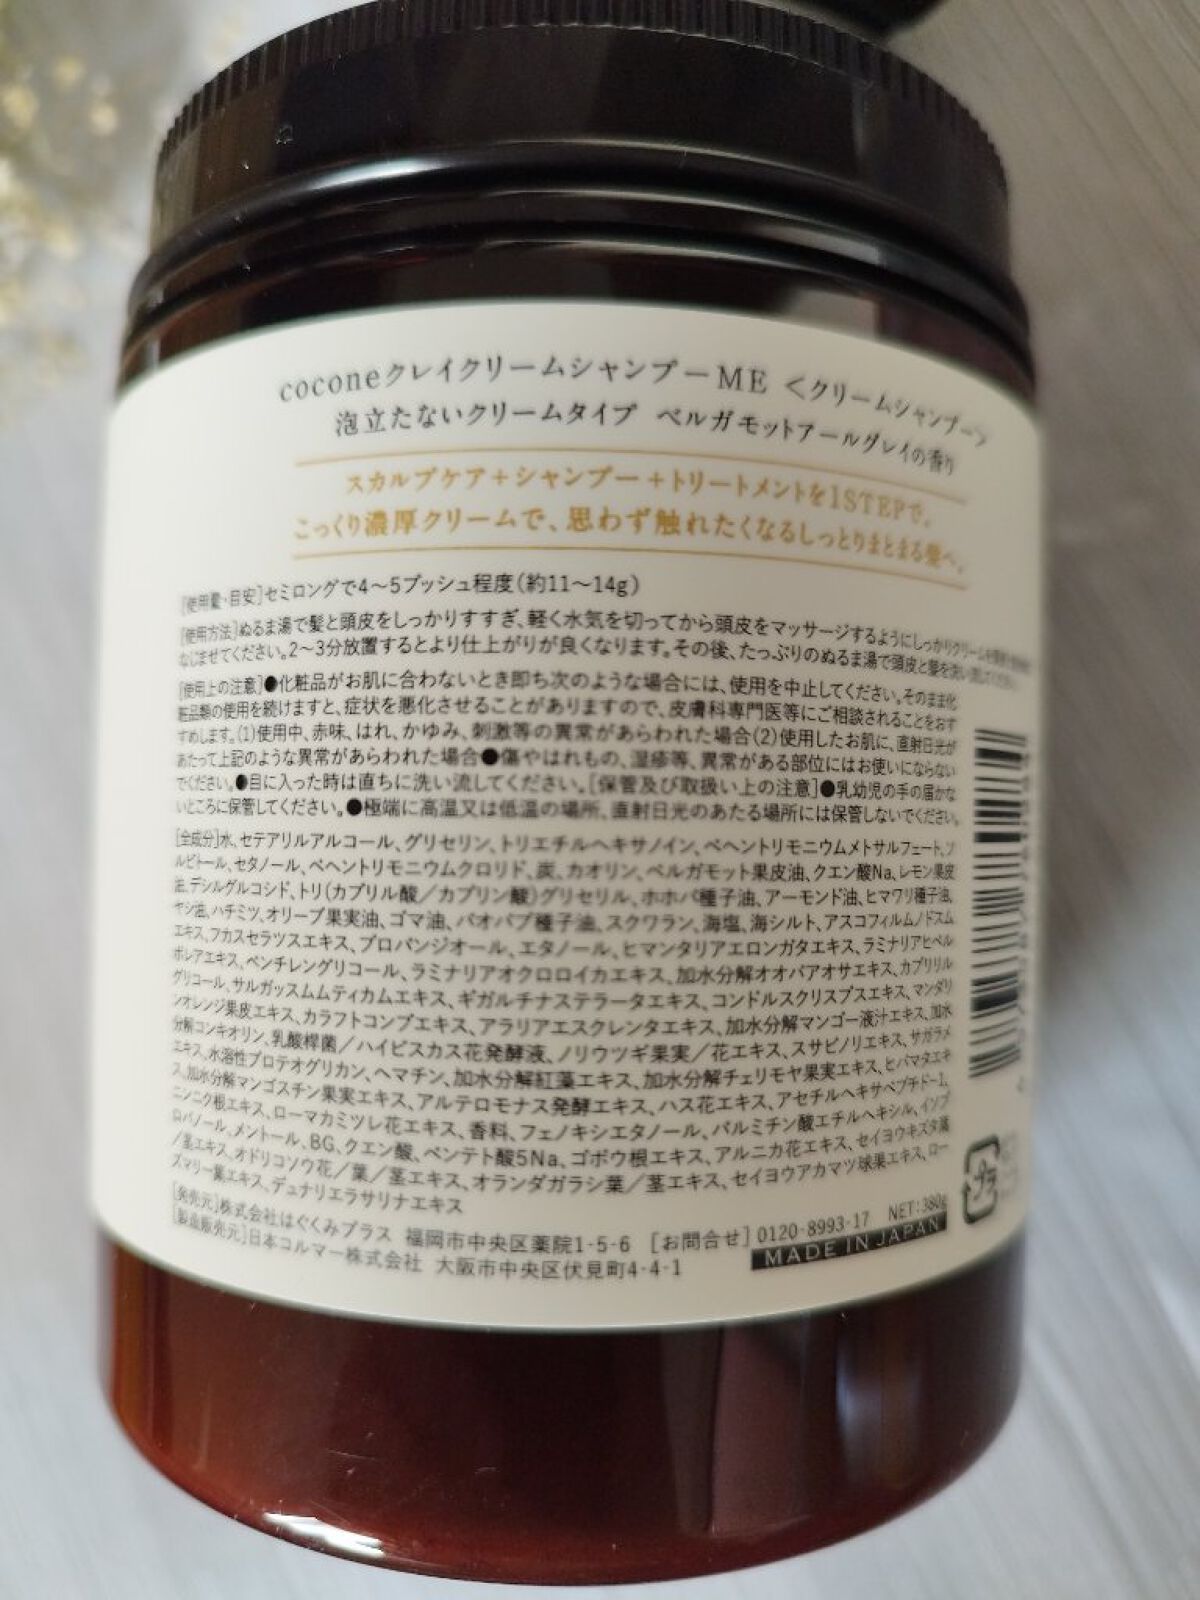 coconeクレイクリームシャンプーME <クリームシャンプー>
泡立たないクリームタイプ ベルガモットアールグレイの香り
スカルプケア+シャンプー+トリートメントを1STEPで。
こっくり濃厚クリームで、思わず触れたくなるしっとりまとまる髪へ。
[使用量・目安]セミロングで4~5プッシュ程度(約11~14g)
[使用方法]ぬるま湯で髪と頭皮をしっかりすすぎ、軽く水気を切ってから頭皮をマッサージするようにしっかりクリームを
なじませてください。2~3分放置するとより仕上がりが良くなります。その後、たっぷりのぬるま湯で頭皮と髪を洗い流してください。
[使用上の注意]●化粧品がお肌に合わないとき即ち次のような場合には、使用を中止してください。そのまま化
粧品類の使用を続けますと、症状を悪化させることがありますので、皮膚科専門医等にご相談されることをおす
すめします。(1)使用中、赤味、はれ、かゆみ、刺激等の異常があらわれた場合(2)使用したお肌に、直射日光が
あたって上記のような異常があらわれた場合●傷やはれもの、湿疹等、異常がある部位にはお使いにならない
でください。●目に入った時は直ちに洗い流してください。[保管及び取扱い上の注意]●乳幼児の手の届かな
いところに保管してください。●極端に高温又は低温の場所、直射日光のあたる場所には保管しないでください。
[全成分]水、セテアリルアルコール、グリセリン、トリエチルヘキサノイン、ベヘントリモニウムメトサルフェート、ソ
ルビトール、セタノール、ベヘントリモニウムクロリド、炭、カオリン、ベルガモット果皮油、クエン酸Na、レモン果皮
油、デシルグルコシド、トリ(カプリル酸/カプリン酸)グリセリル、ホホバ種子油、アーモンド油、ヒマワリ種子油、
ヤシ油、ハチミツ、オリーブ果実油、ゴマ油、バオバブ種子油、スクワラン、海塩、海シルト、アスコフィルムノドスム
エキス、フカスセラツスエキス、プロパンジオール、エタノール、ヒマンタリアエロンガタエキス、ラミナリアヒペル
ボレアエキス、ペンチレングリコール、ラミナリアオクロロイカエキス、加水分解オオバアオサエキス、カプリリル
グリコール、サルガッスムムティカムエキス、ギガルチナステラータエキス、コンドルスクリスプスエキス、マンダリ
ンオレンジ果皮エキス、カラフトコンブエキス、アラリアエスクレンタエキス、加水分解マンゴー液汁エキス、加水
分解コンキオリン、乳酸桿菌/ハイビスカス花発酵液、ノリウツギ果実/花エキス、スサビノリエキス、サガラメ
エキス、水溶性プロテオグリカン、ヘマチン、加水分解紅藻エキス、加水分解チェリモヤ果実エキス、ヒバマタエキ
ス、加水分解マンゴスチン果実エキス、アルテロモナス発酵エキス、ハス花エキス、アセチルヘキサペプチドー1、
ニンニク根エキス、ローマカミツレ花エキス、香料、フェノキシエタノール、パルミチン酸エチルヘキシル、イソプ
ロパノール、メントール、BG、クエン酸、ペンテト酸5Na、ゴボウ根エキス、アルニカ花エキス、セイヨウキズタ葉
/茎エキス、オドリコソウ花/葉/茎エキス、オランダガラシ葉/茎エキス、セイヨウアカマツ球果エキス、ロー
ズマリー葉エキス、デュナリエラサリナエキス
[発売元]株式会社はぐくみプラス 福岡市中央区薬院1-5-6 [お問合せ]0120-8993-17 NET:380g
[製造販売元]日本コルマー株式会社 大阪市中央区伏見町4-4-1 MADE IN JAPAN
プラ